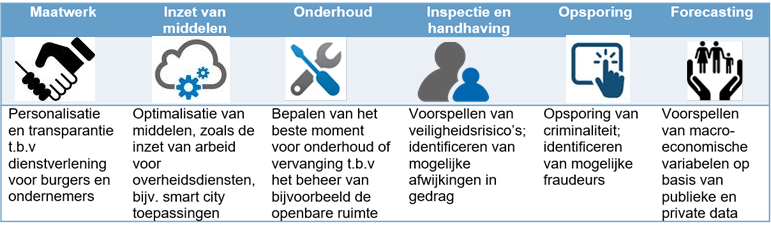 Maatwerk
Inzet van
middelen
Onderhoud
Inspectie en
handhaving
Opsporing
Forecasting
Personalisatie
en transparantie
t.b.v
dienstverlening
voor burgers en
ondernemers
Optimalisatie van
middelen, zoals de
inzet van arbeid
voor
overheidsdiensten,
bijv. smart city
toepassingen
Bepalen van het
beste moment
voor onderhoud of
vervanging t.b.v
het beheer van
bijvoorbeeld de
openbare ruimte
Voorspellen van
veiligheidsrisico's;
identificeren van
mogelijke
afwijkingen in
gedrag
Opsporing van
criminaliteit;
identificeren
van mogelijke
fraudeurs
Voorspellen
van macro-
economische
variabelen op
basis van
publieke en
private data